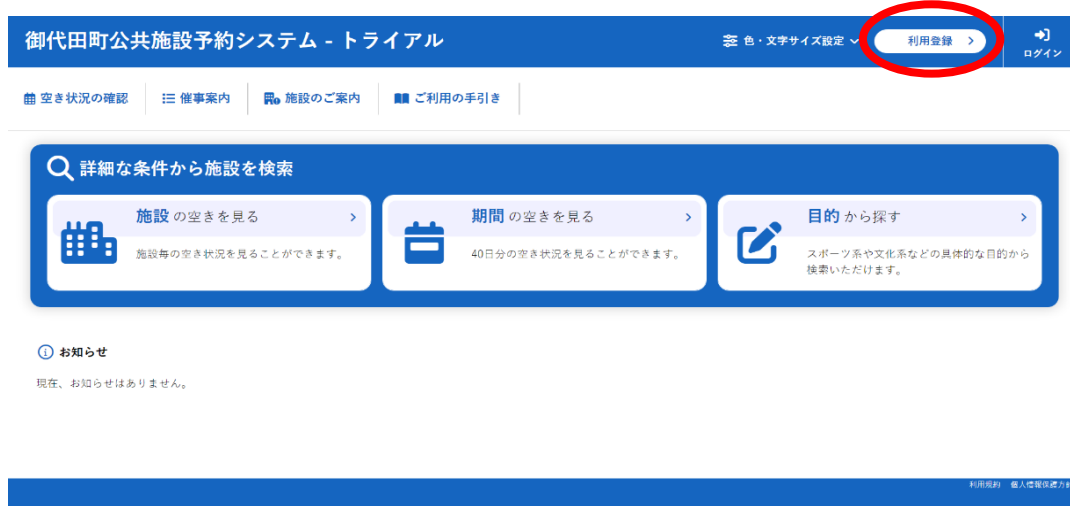 御代田町公共施設予約システム - トライアル
色・文字サイズ設定
利用登録
ログイン
空き状況の確認
催事案内
施設のご案内
ご利用の手引き
詳細な条件から施設を検索
施設 の空きを見る
施設毎の空き状況を見ることができます。
期間 の空きを見る
40日分の空き状況を見ることができます。
目的 から探す
スポーツ系や文化系などの具体的な目的から
検索いただけます。
お知らせ
現在、お知らせはありません。
利用規約 個人情報保護方針